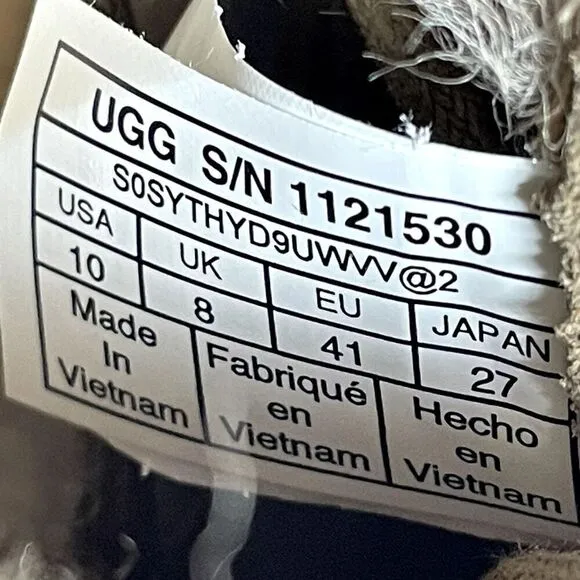 UGG S/N 1121530
S0SYTHYD9UWVV@2
USA UK EU JAPAN
10 8 41 27
Made In Vietnam
Fabriqué en Vietnam
Hecho en Vietnam